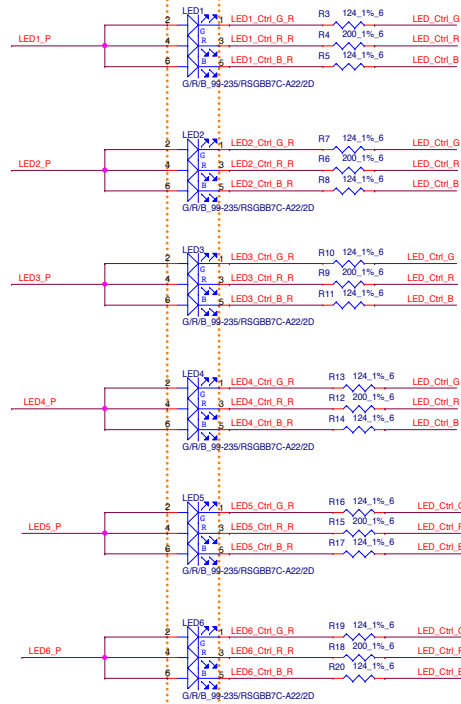 LED1
2 1 LED1_Ctrl_G_R R3 124_1%_6 LED_Ctrl_G
G
LED1_P 4 3 LED1_Ctrl_R_R R4 200_1%_6 LED_Ctrl_R
R
6 5 LED1_Ctrl_B_R R5 124_1%_6 LED_Ctrl_B
B
G/R/B_99-235/RSGBB7C-A22/2D
LED2
2 1 LED2_Ctrl_G_R R7 124_1%_6 LED_Ctrl_G
G
LED2_P 4 3 LED2_Ctrl_R_R R6 200_1%_6 LED_Ctrl_R
R
6 5 LED2_Ctrl_B_R R8 124_1%_6 LED_Ctrl_B
B
G/R/B_99-235/RSGBB7C-A22/2D
LED3
2 1 LED3_Ctrl_G_R R10 124_1%_6 LED_Ctrl_G
G
LED3_P 4 3 LED3_Ctrl_R_R R9 200_1%_6 LED_Ctrl_R
R
6 5 LED3_Ctrl_B_R R11 124_1%_6 LED_Ctrl_B
B
G/R/B_99-235/RSGBB7C-A22/2D
LED4
2 1 LED4_Ctrl_G_R R13 124_1%_6 LED_Ctrl_G
G
LED4_P 4 3 LED4_Ctrl_R_R R12 200_1%_6 LED_Ctrl_R
R
6 5 LED4_Ctrl_B_R R14 124_1%_6 LED_Ctrl_B
B
G/R/B_99-235/RSGBB7C-A22/2D
LED5
2 1 LED5_Ctrl_G_R R16 124_1%_6
G
LED5_P 4 3 LED5_Ctrl_R_R R15 200_1%_6
R
6 5 LED5_Ctrl_B_R R17 124_1%_6
B
G/R/B_99-235/RSGBB7C-A22/2D
LED6
2 1 LED6_Ctrl_G_R R19 124_1%_6
G
LED6_P 4 3 LED6_Ctrl_R_R R18 200_1%_6
R
6 5 LED6_Ctrl_B_R R20 124_1%_6
B
G/R/B_99-235/RSGBB7C-A22/2D